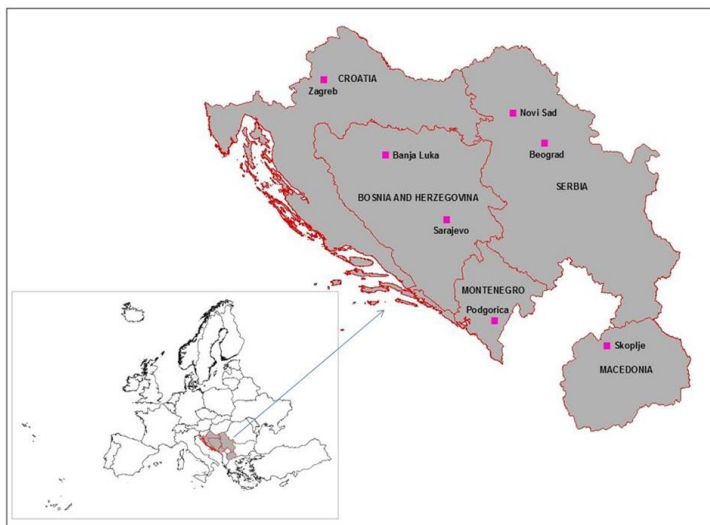 CROATIA
Zagreb
Novi Sad
Beograd
Banja Luka
SERBIA
BOSNIA AND HERZEGOVINA
Sarajevo
MONTENEGRO
Podgorica
Skoplje
MACEDONIA